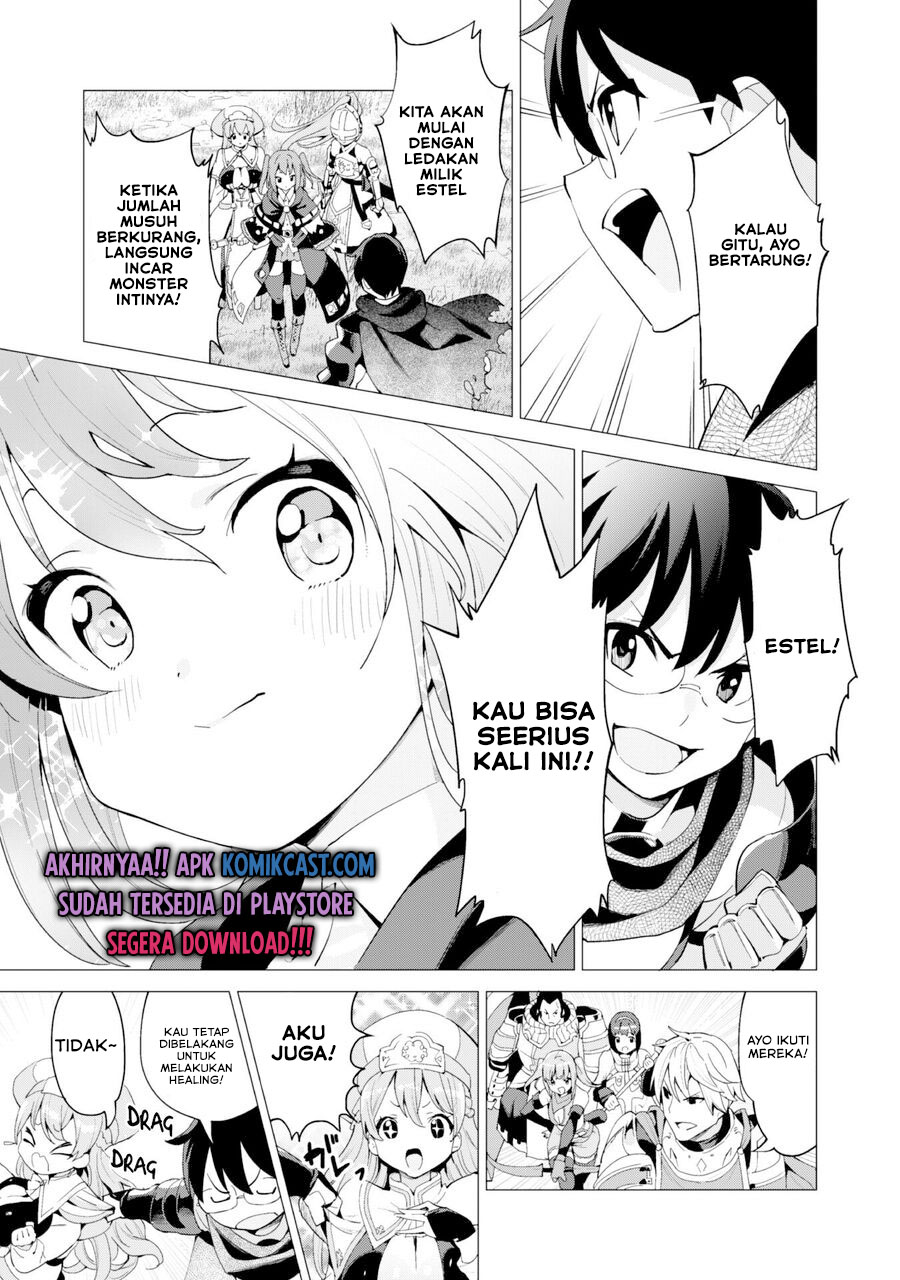 KALAU
GITU, AYO
BERTARUNG!
KITA AKAN
MULAI
DENGAN
LEDAKAN
MILIK
ESTEL
KETIKA
JUMLAH
MUSUH
BERKURANG,
LANGSUNG
INCAR
MONSTER
INTINYA!
ESTEL!
KAU BISA
SEERIUS
KALI INI!!
AKHIRNYAA!! APK KOMIKCAST.COM
SUDAH TERSEDIA DI PLAYSTORE
SEGERA DOWNLOAD!!!
AYO IKUTI
MEREKA!
AKU
JUGA!
KAU TETAP
DIBELAKANG
UNTUK
MELAKUKAN
HEALING!
TIDAK~
DRAG
DRAG